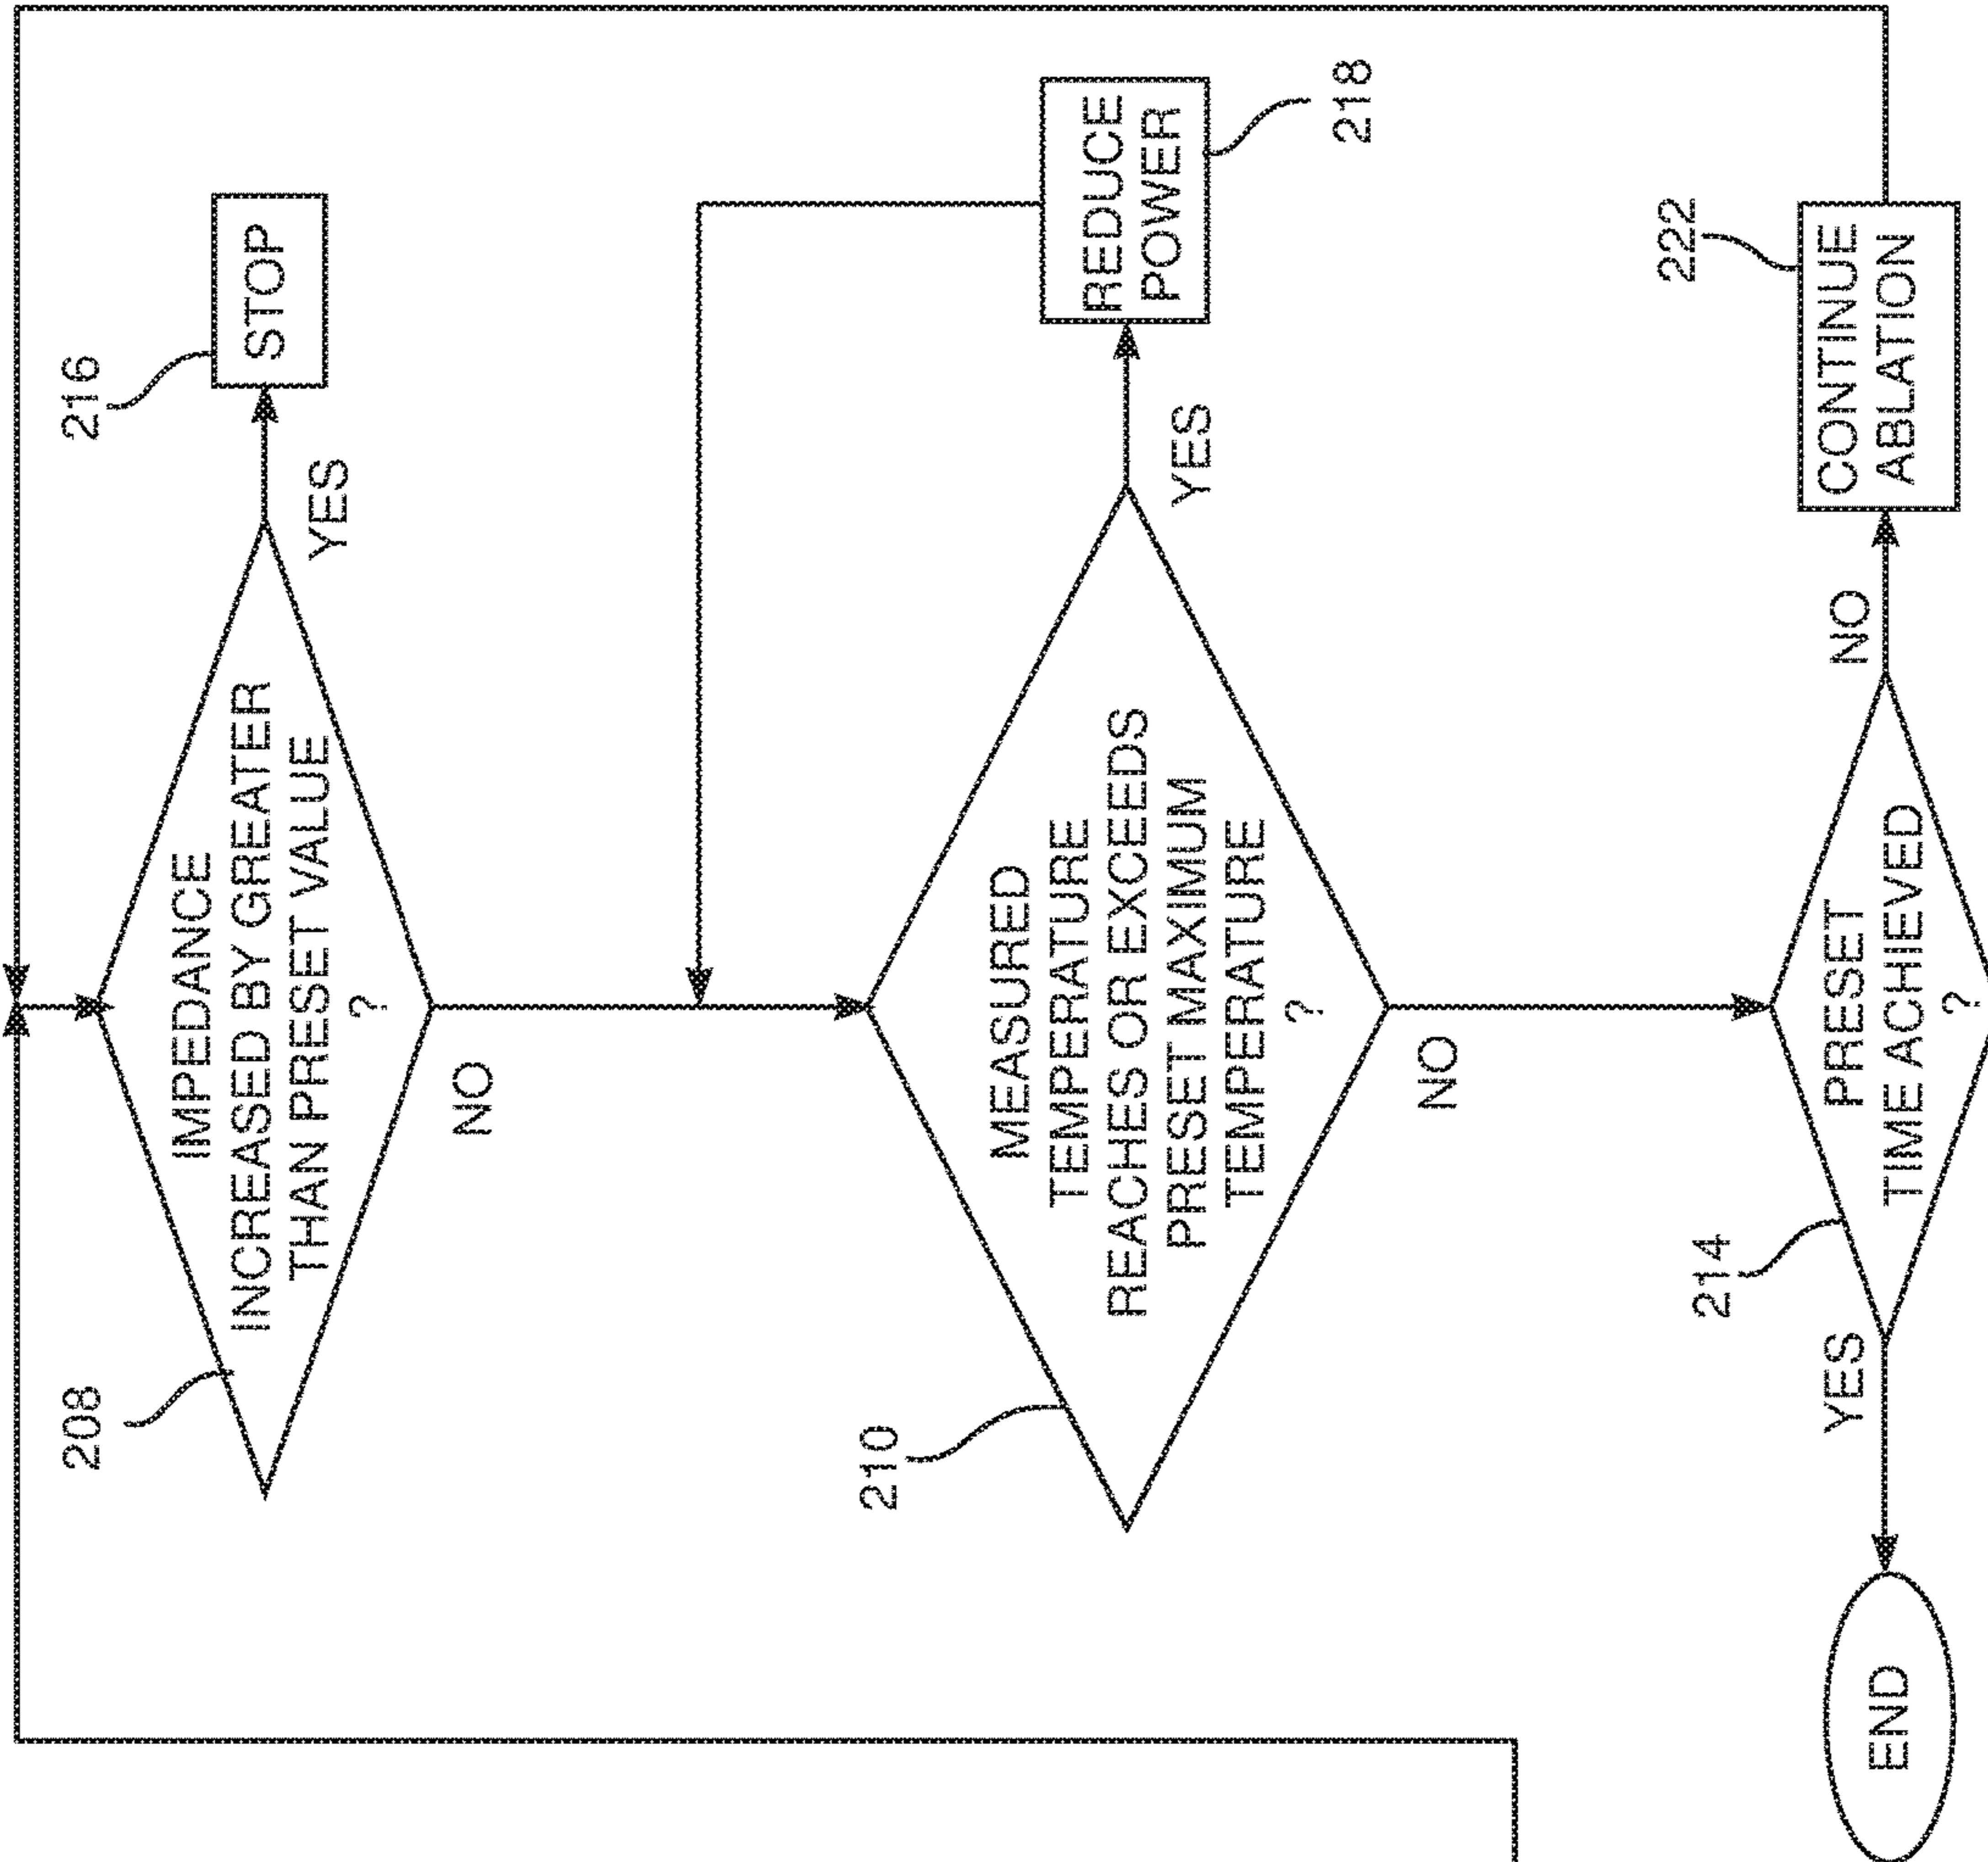 208
IMPEDANCE
INCREASED BY GREATER
THAN PRESET VALUE
?
YES
216
STOP
NO
210
MEASURED
TEMPERATURE
REACHES OR EXCEEDS
PRESET MAXIMUM
TEMPERATURE
?
YES
REDUCE
POWER
218
NO
214
PRESET
TIME ACHIEVED
?
YES
END
NO
222
CONTINUE
ABLATION